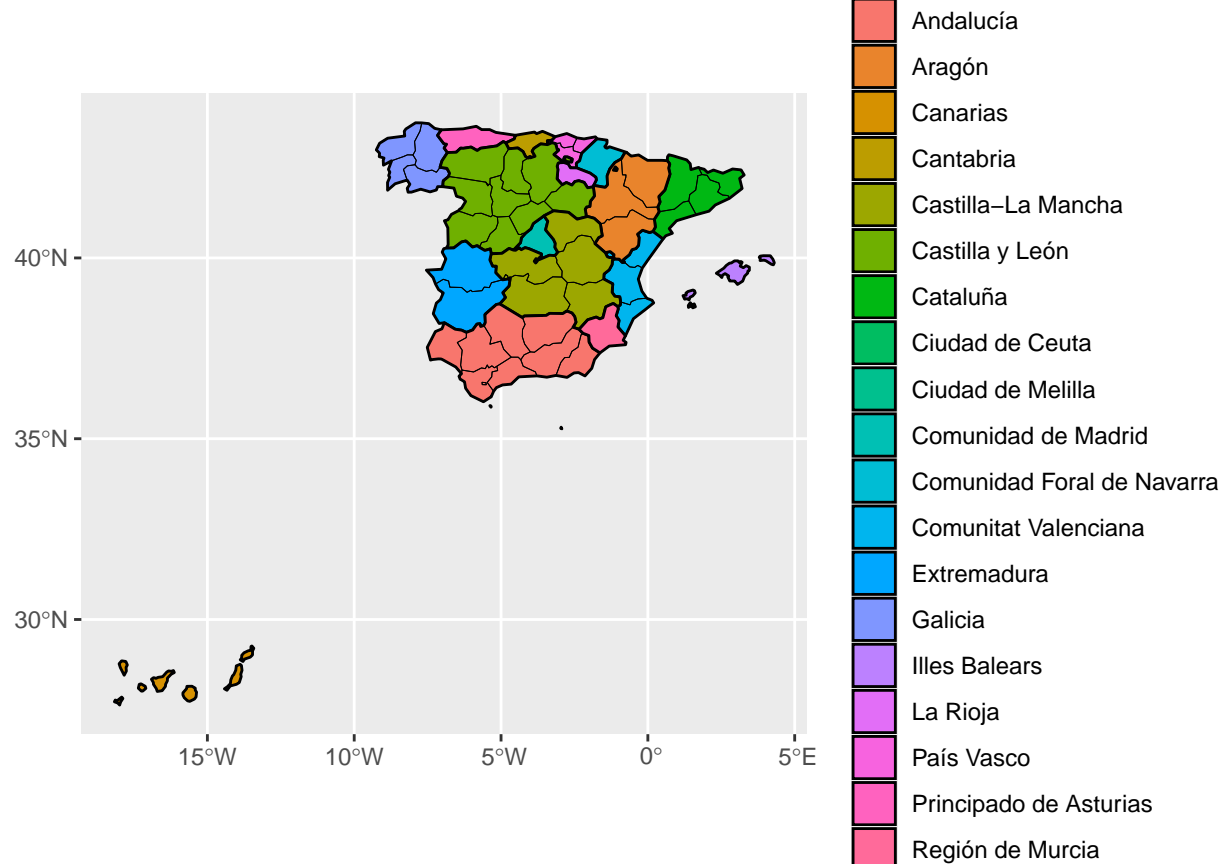 Andalucía
Aragón
Canarias
Cantabria
Castilla−La Mancha
Castilla y León
Cataluña
Ciudad de Ceuta
Ciudad de Melilla
Comunidad de Madrid
Comunidad Foral de Navarra
Comunitat Valenciana
Extremadura
Galicia
Illes Balears
La Rioja
País Vasco
Principado de Asturias
Región de Murcia
40°N
35°N
30°N
15°W 10°W 5°W 0° 5°E